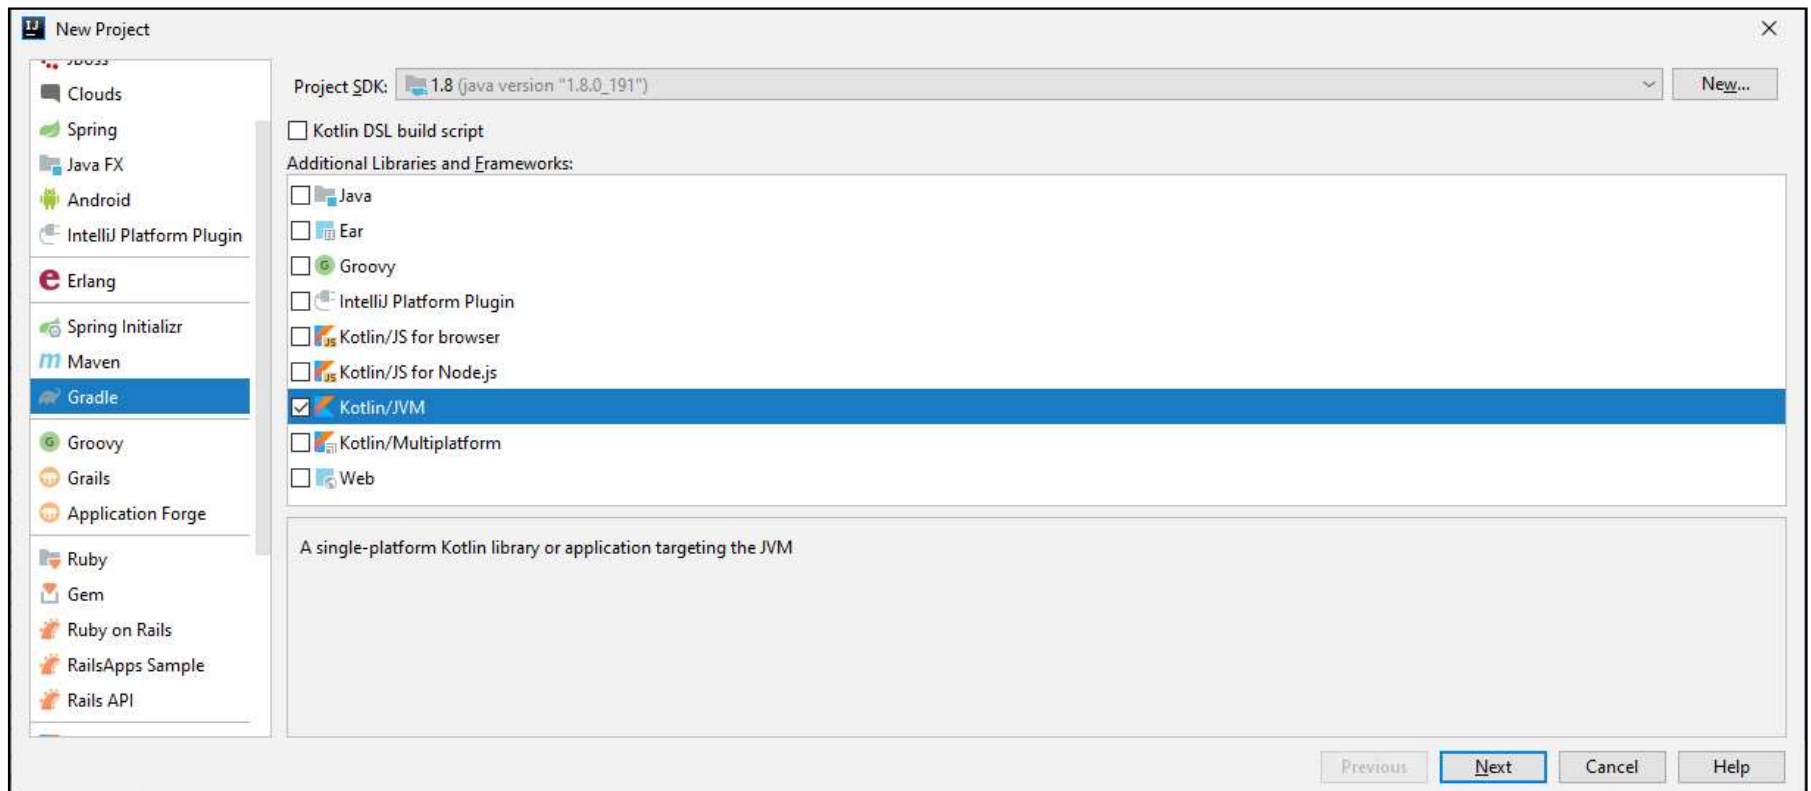 New Project
JBoss
Clouds
Spring
Java FX
Android
IntelliJ Platform Plugin
Erlang
Spring Initializr
Maven
Gradle
Groovy
Grails
Application Forge
Ruby
Gem
Ruby on Rails
RailsApps Sample
Rails API
Project SDK: 1.8 (java version "1.8.0_191") New...
Kotlin DSL build script
Additional Libraries and Frameworks:
Java
Ear
Groovy
IntelliJ Platform Plugin
Kotlin/JS for browser
Kotlin/JS for Node.js
Kotlin/JVM
Kotlin/Multiplatform
Web
A single-platform Kotlin library or application targeting the JVM
Previous Next Cancel Help